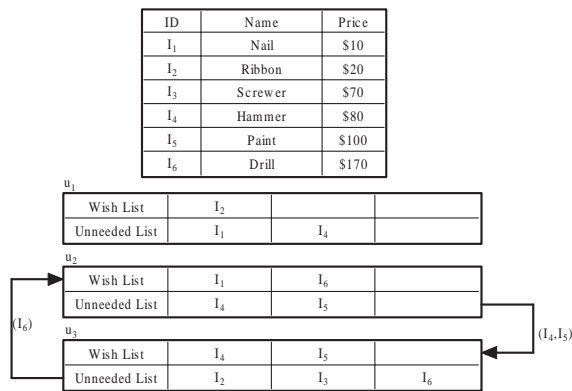 ID Name Price
I1 Nail $10
I2 Ribbon $20
I3 Screwer $70
I4 Hammer $80
I5 Paint $100
I6 Drill $170
u1
Wish List I2
Unneeded List I1 I4
u2
Wish List I1 I6
Unneeded List I4 I5
(I6)
(I4,I5)
u3
Wish List I4 I5
Unneeded List I2 I3 I6